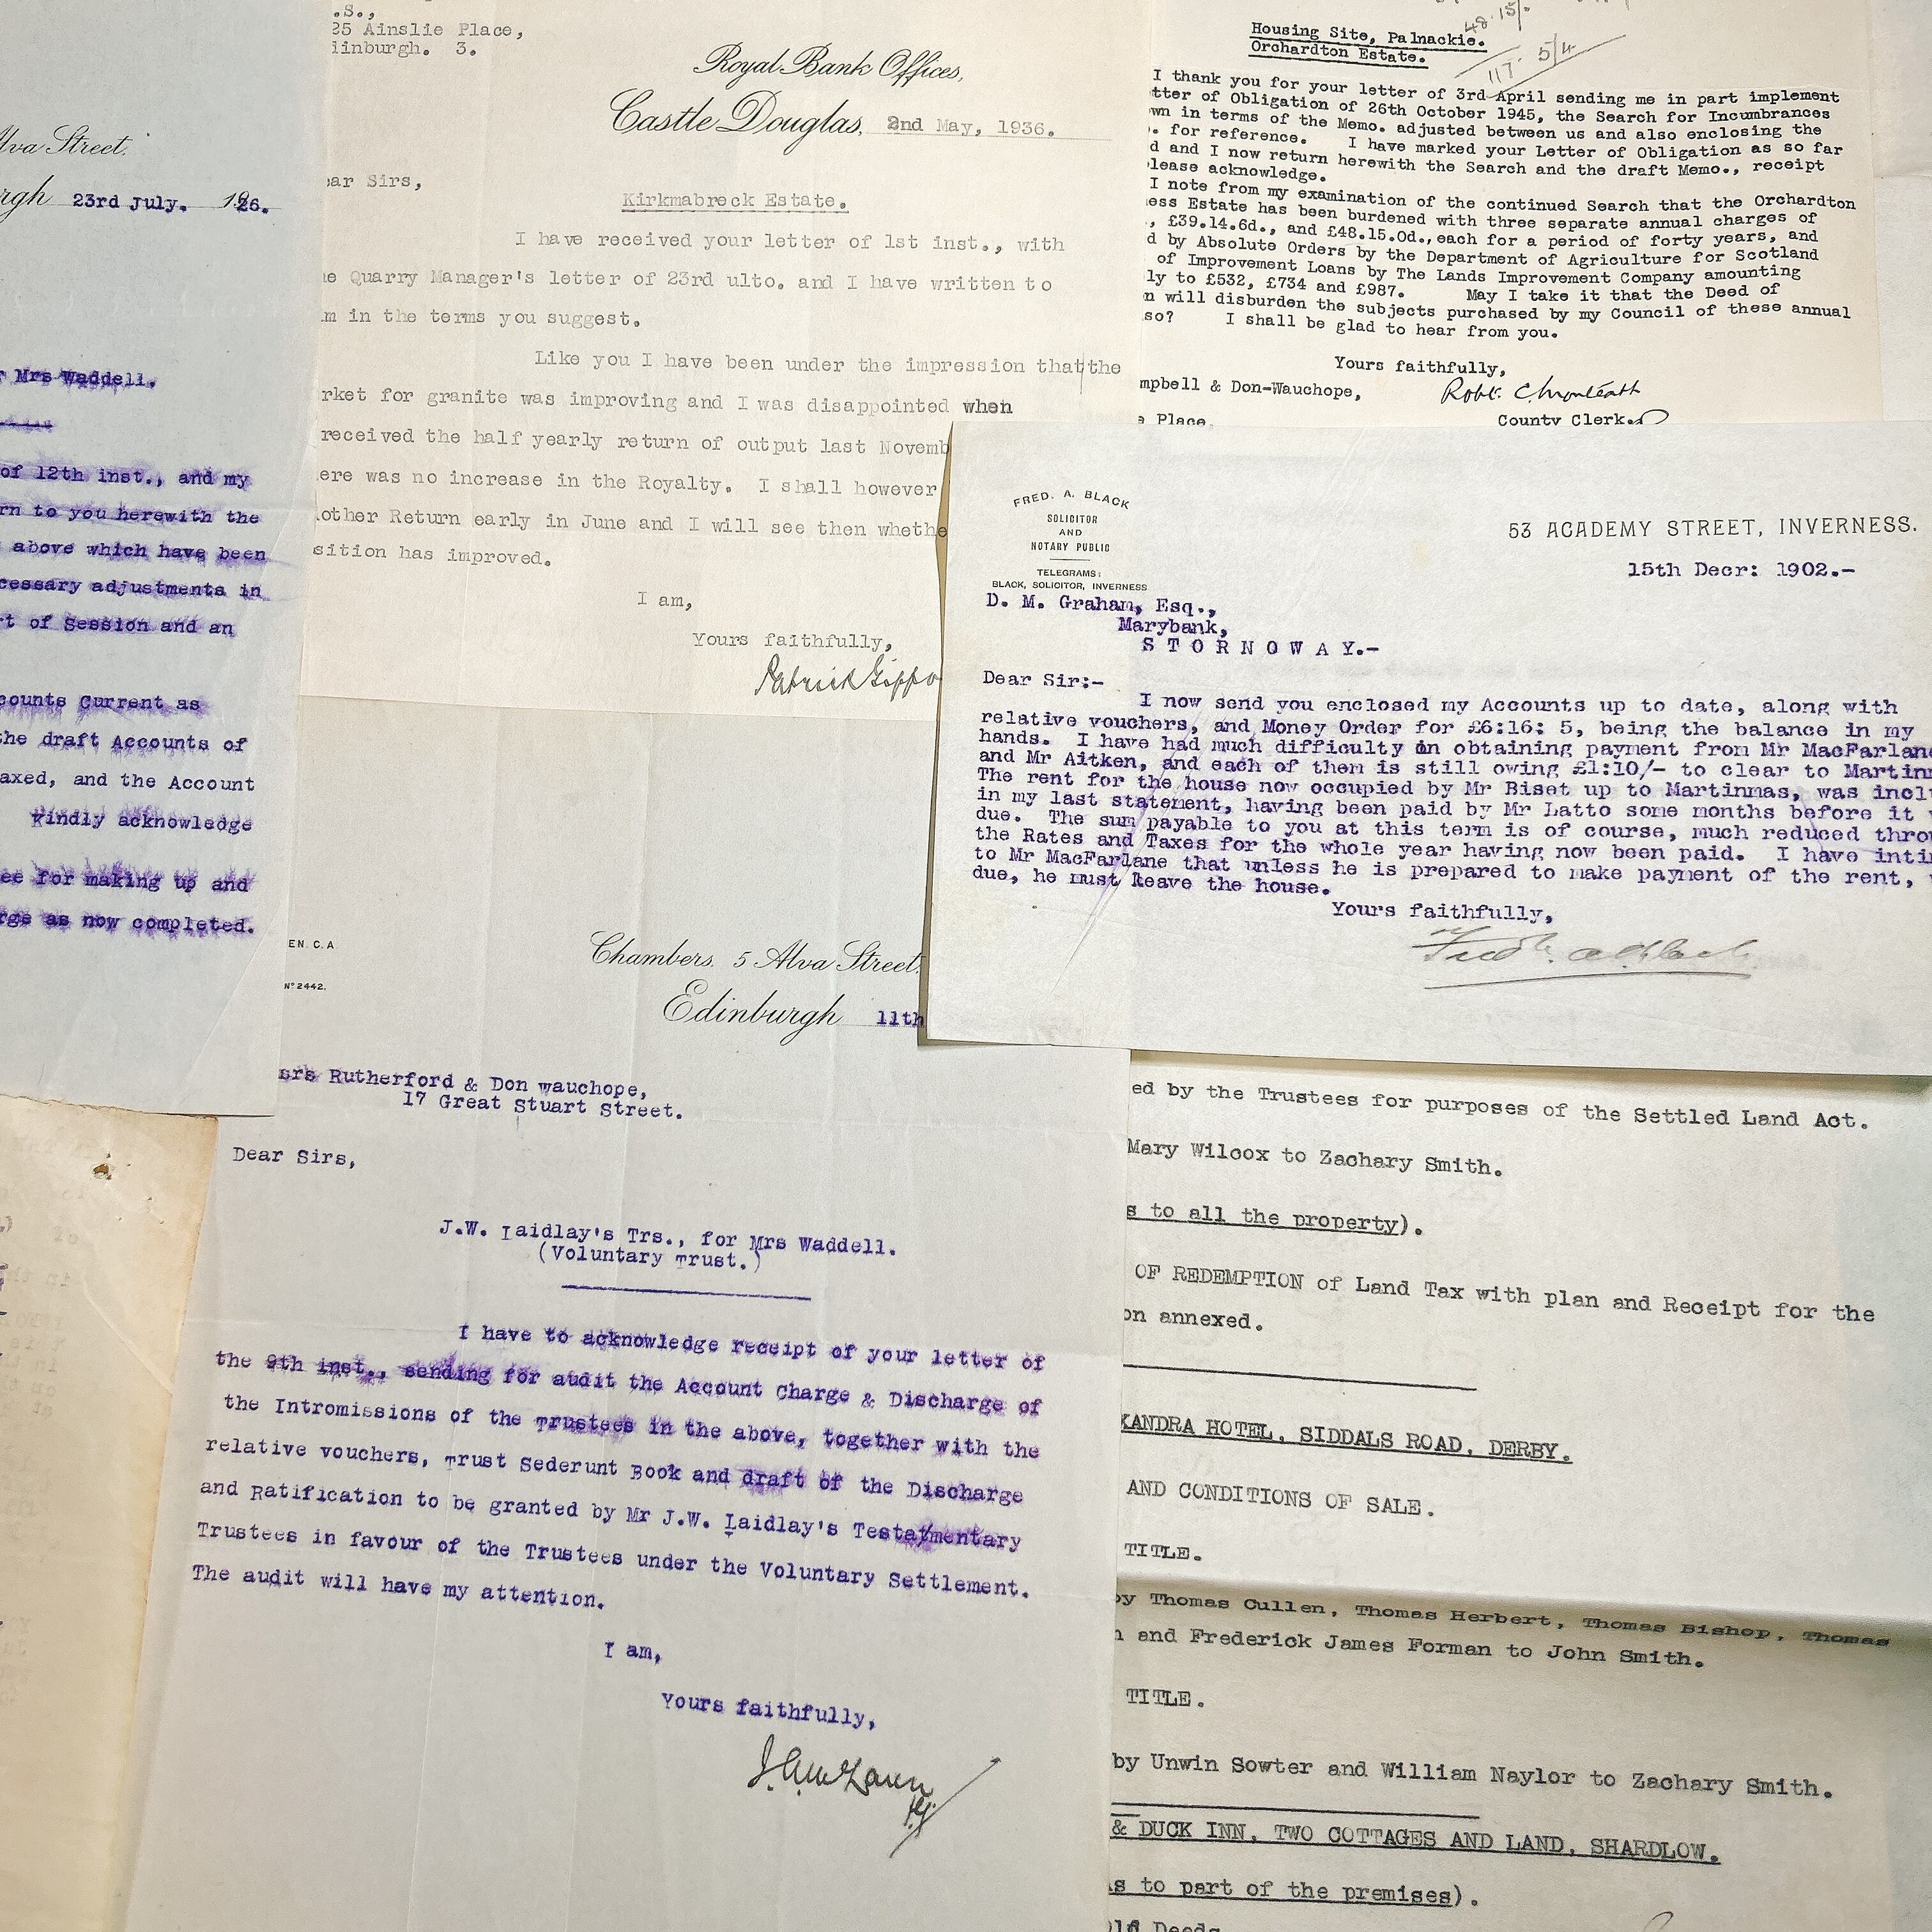 .S.,
25 Ainslie Place,
dinburgh. 3.
Royal Bank Offices,
Castle Douglas, 2nd May, 1936.
ear Sirs,
Kirkmabreck Estate.
I have received your letter of 1st inst., with
e Quarry Manager's letter of 23rd ulto. and I have written to
m in the terms you suggest.
Like you I have been under the impression that the
rket for granite was improving and I was disappointed when
received the half yearly return of output last Novemb
ere was no increase in the Royalty. I shall however
other Return early in June and I will see then whethe
sition has improved.
I am,
Yours faithfully,
Patrick Gi
48.15/-
117. 5/4
Housing Site, Palnackie.
Orchardton Estate.
I thank you for your letter of 3rd April sending me in part implement
tter of Obligation of 26th October 1945, the Search for Incumbrances
wn in terms of the Memo. adjusted between us and also enclosing the
. for reference. I have marked your Letter of Obligation as so far
d and I now return herewith the Search and the draft Memo., receipt
lease acknowledge.
I note from my examination of the continued Search that the Orchardton
ess Estate has been burdened with three separate annual charges of
, £39.14.6d., and £48.15.0d., each for a period of forty years, and
d by Absolute Orders by the Department of Agriculture for Scotland
of Improvement Loans by The Lands Improvement Company amounting
ly to £532, £734 and £987. May I take it that the Deed of
n will disburden the subjects purchased by my Council of these annual
so? I shall be glad to hear from you.
Yours faithfully,
mpbell & Don-Wauchope,
Robt. C. Monteath
County Clerk.
e Place,
lva Street.
rgh 23rd July. 1926.
r Mrs Waddell.
of 12th inst., and my
rn to you herewith the
above which have been
cessary adjustments in
t of Session and an
counts Current as
the draft Accounts of
axed, and the Account
Kindly acknowledge
ee for making up and
rge as now completed.
FRED. A. BLACK
SOLICITOR
AND
NOTARY PUBLIC
TELEGRAMS:
BLACK, SOLICITOR, INVERNESS
53 ACADEMY STREET, INVERNESS.
15th Decr: 1902.-
D. M. Graham, Esq.,
Marybank,
S T O R N O W A Y.-
Dear Sir:-
I now send you enclosed my Accounts up to date, along with
relative vouchers, and Money Order for £6:16: 5, being the balance in my
hands. I have had much difficulty in obtaining payment from Mr MacFarlane
and Mr Aitken, and each of them is still owing £1:10/- to clear to Martinm
The rent for the house now occupied by Mr Biset up to Martinmas, was inclu
in my last statement, having been paid by Mr Latto some months before it
due. The sum payable to you at this term is of course, much reduced throu
the Rates and Taxes for the whole year having now been paid. I have intim
to Mr MacFarlane that unless he is prepared to make payment of the rent,
due, he must leave the house.
Yours faithfully,
Fredk. A. Black
EN. C.A
Nº 2442.
Chambers. 5 Alva Street.
Edinburgh 11th
srs Rutherford & Don wauchope,
17 Great Stuart Street.
Dear Sirs,
J.W. Laidlay's Trs., for Mrs Waddell.
(Voluntary Trust.)
I have to acknowledge receipt of your letter of
the 9th inst., sending for audit the Account Charge & Discharge of
the Intromissions of the Trustees in the above, together with the
relative vouchers, Trust Sederunt Book and draft of the Discharge
and Ratification to be granted by Mr J.W. Laidlay's Testatmentary
Trustees in favour of the Trustees under the Voluntary Settlement.
The audit will have my attention.
I am,
Yours faithfully,
ed by the Trustees for purposes of the Settled Land Act.
Mary Wilcox to Zachary Smith.
s to all the property).
OF REDEMPTION of Land Tax with plan and Receipt for the
on annexed.
XANDRA HOTEL, SIDDALS ROAD, DERBY.
AND CONDITIONS OF SALE.
TITLE.
by Thomas Cullen, Thomas Herbert, Thomas Bishop, Thomas
n and Frederick James Forman to John Smith.
TITLE.
by Unwin Sowter and William Naylor to Zachary Smith.
& DUCK INN, TWO COTTAGES AND LAND, SHARDLOW.
As to part of the premises).
Old Deeds